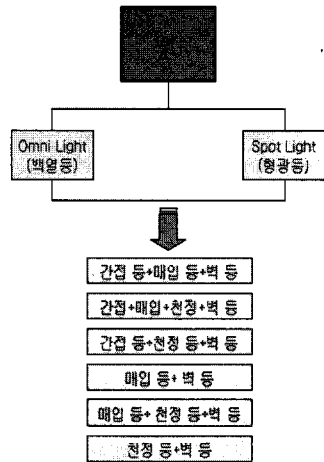 Omni Light
(백열등)
Spot Light
(형광등)
간접 등+매입 등+벽 등
간접+매입+천정+벽 등
간접 등+천정 등+벽 등
매입 등+ 벽 등
매입 등+ 천정 등+벽 등
천정 등+벽 등